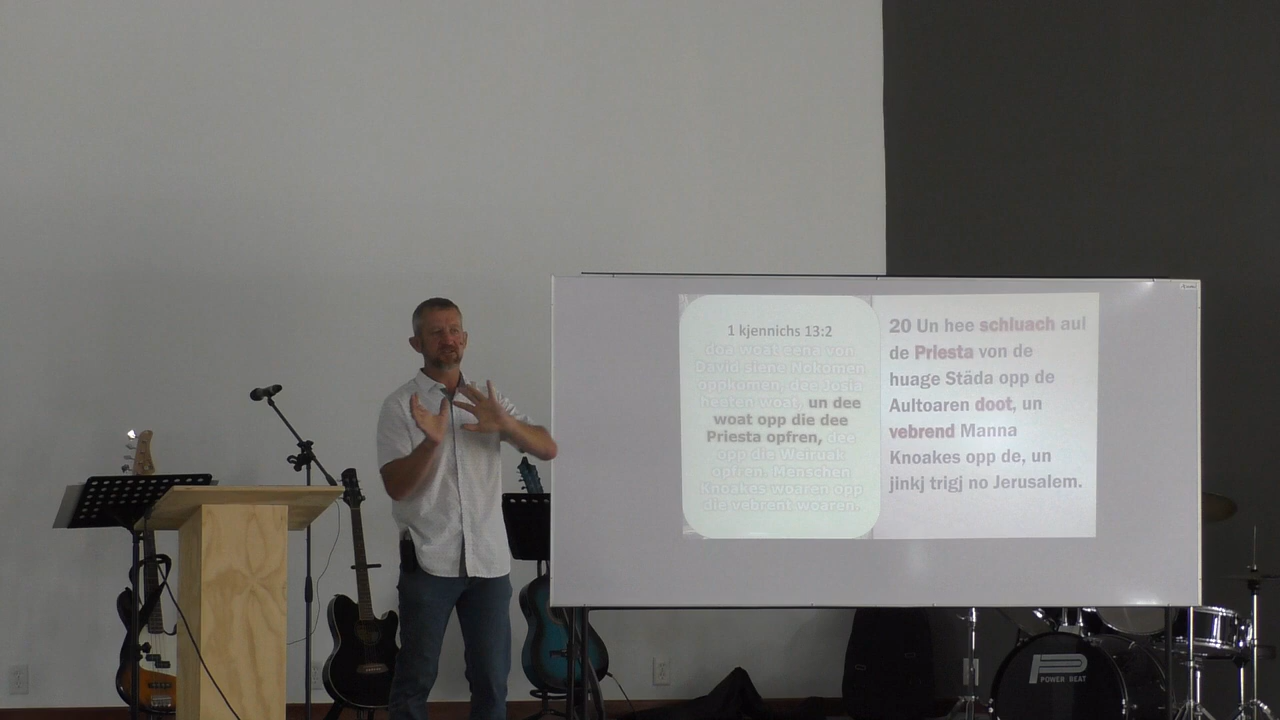 1 kjennichs 13:2
doa woat eena von
David siene Nokomen
oppkomen, dee Josia
heeten woat, un dee
woat opp die dee
Priesta opfren, dee
opp die Weiruak
opfren. Menschen
Knoakes woaren opp
die vebrent woaren.
20 Un hee schluach aul
de Priesta von de
huage Städa opp de
Aultoaren doot, un
vebrend Manna
Knoakes opp de, un
jinkj trigj no Jerusalem.
POWER BEAT